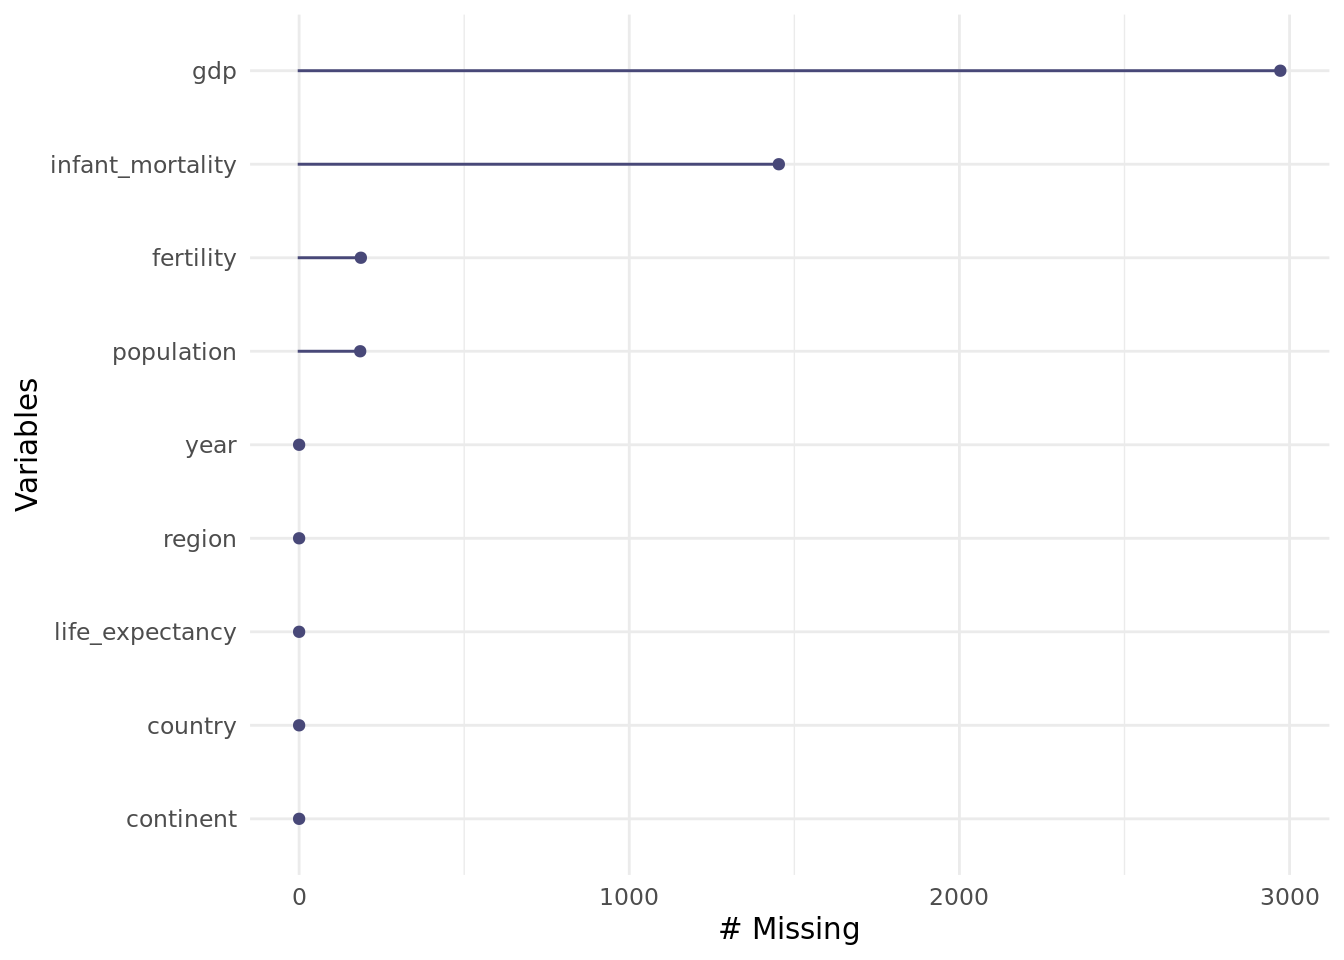 gdp
infant_mortality
fertility
population
year
region
life_expectancy
country
continent
Variables
0 1000 2000 3000
# Missing